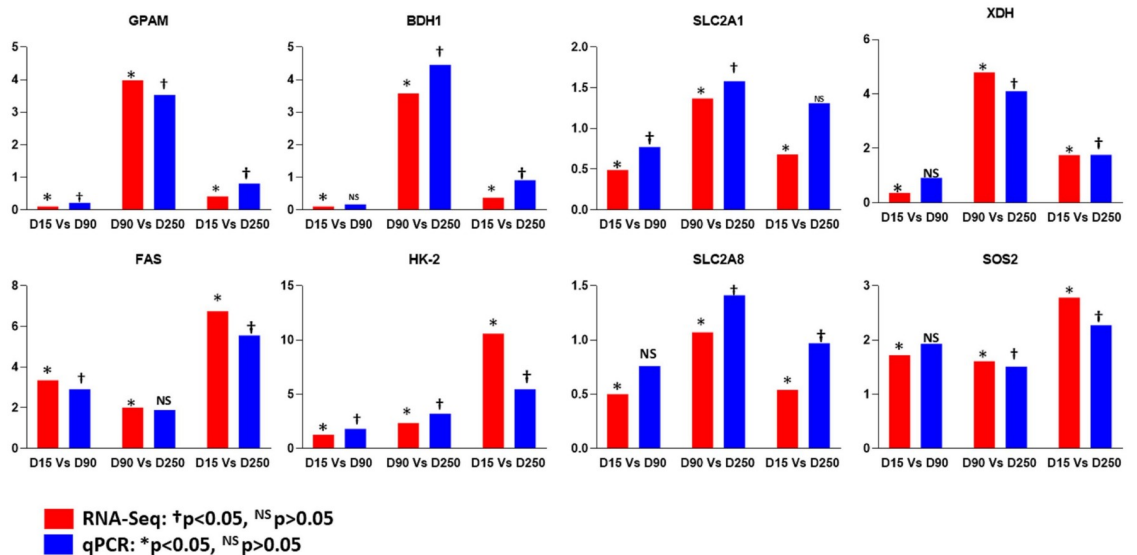 GPAM
5
4
3
2
1
0
* † * † * †
D15 Vs D90 D90 Vs D250 D15 Vs D250
BDH1
5
4
3
2
1
0
* NS * † * †
D15 Vs D90 D90 Vs D250 D15 Vs D250
SLC2A1
2.0
1.5
1.0
0.5
0.0
* † * † * NS
D15 Vs D90 D90 Vs D250 D15 Vs D250
XDH
6
4
2
0
* NS * † * †
D15 Vs D90 D90 Vs D250 D15 Vs D250
FAS
8
6
4
2
0
* † * NS * †
D15 Vs D90 D90 Vs D250 D15 Vs D250
HK-2
15
10
5
0
* † * † * †
D15 Vs D90 D90 Vs D250 D15 Vs D250
SLC2A8
1.5
1.0
0.5
0.0
* NS * † * †
D15 Vs D90 D90 Vs D250 D15 Vs D250
SOS2
3
2
1
0
* NS * † * †
D15 Vs D90 D90 Vs D250 D15 Vs D250
RNA-Seq: †p<0.05, NS p>0.05
qPCR: *p<0.05, NS p>0.05